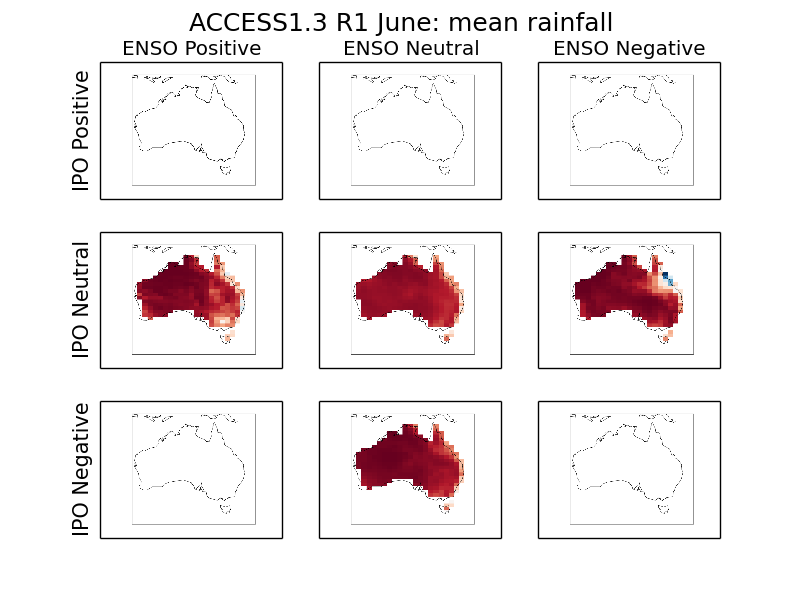 ACCESS1.3 R1 June: mean rainfall
ENSO Positive
ENSO Neutral
ENSO Negative
IPO Positive
IPO Neutral
IPO Negative